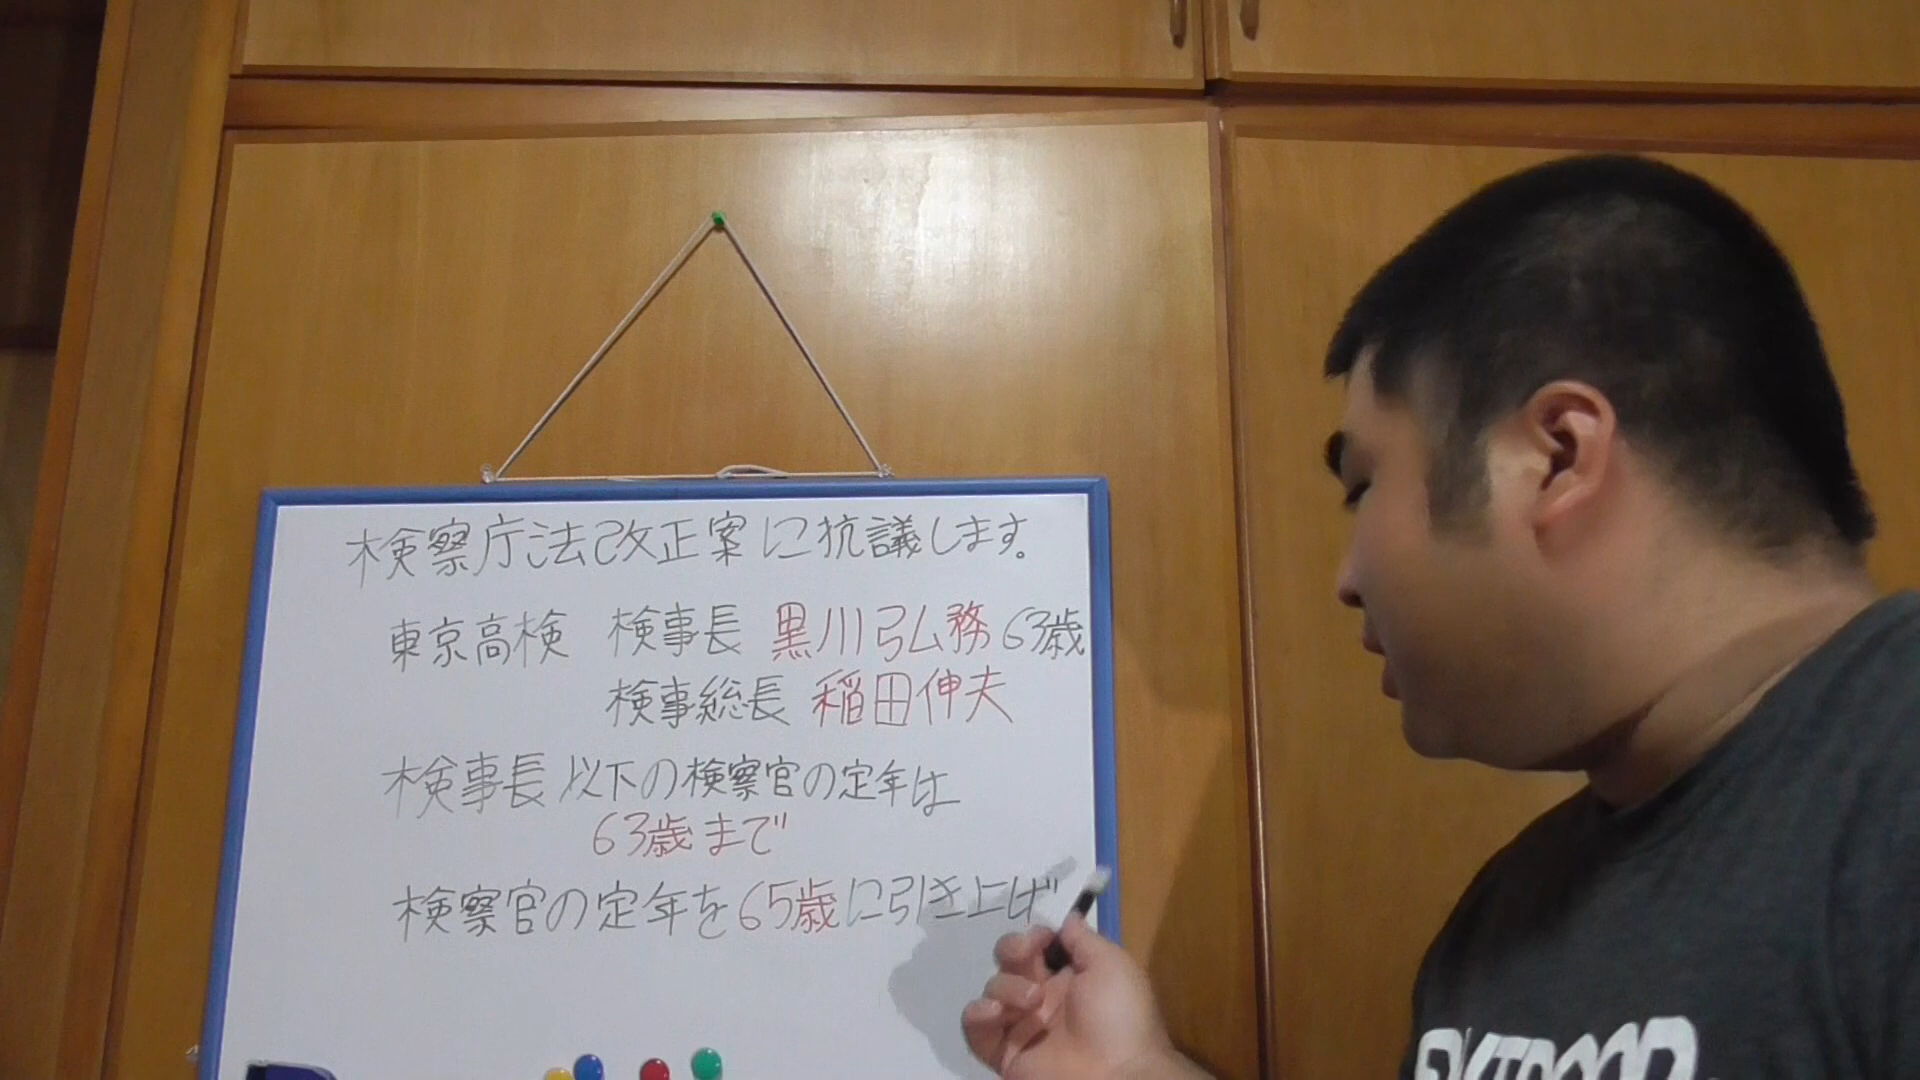 検察庁法改正案に抗議します。
東京高検 検事長 黒川弘務 63歳
検事総長 稲田伸夫
検事長以下の検察官の定年は
63歳まで
検察官の定年を65歳に引き上げ
OUTDOOR